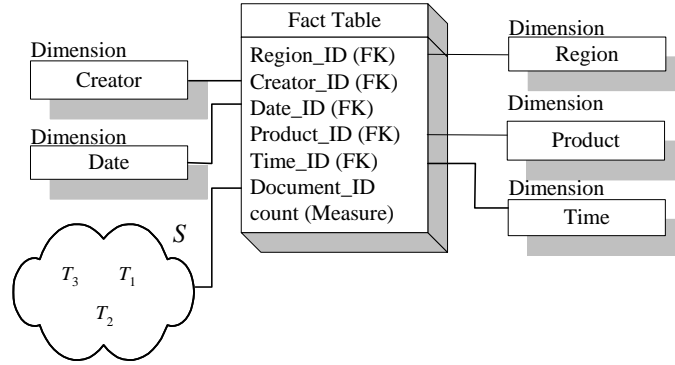 Fact Table
Dimension
Creator
Dimension
Date
Region_ID (FK)
Creator_ID (FK)
Date_ID (FK)
Product_ID (FK)
Time_ID (FK)
Document_ID
count (Measure)
Dimension
Region
Dimension
Product
Dimension
Time
S
T3 T1
T2